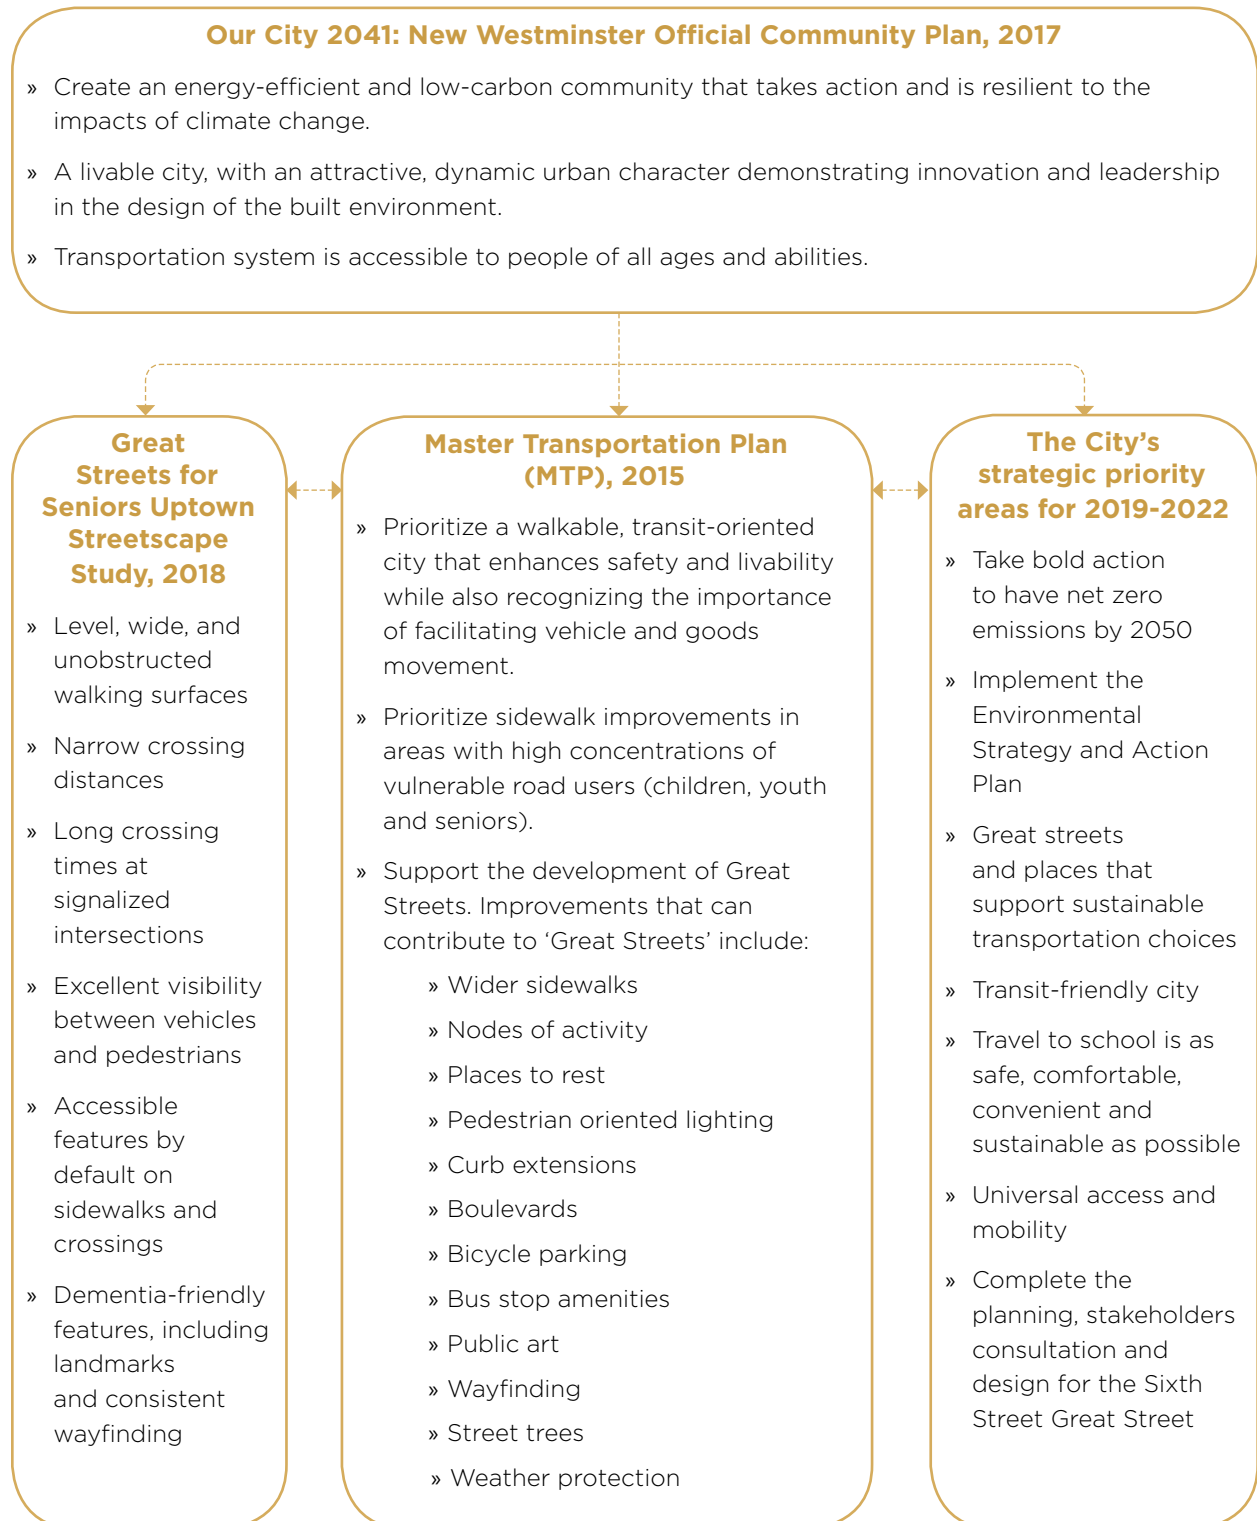 Our City 2041: New Westminster Official Community Plan, 2017
» Create an energy-efficient and low-carbon community that takes action and is resilient to the
impacts of climate change.
» A livable city, with an attractive, dynamic urban character demonstrating innovation and leadership
in the design of the built environment.
» Transportation system is accessible to people of all ages and abilities.
Great
Streets for
Seniors Uptown
Streetscape
Study, 2018
» Level, wide, and
unobstructed
walking surfaces
» Narrow crossing
distances
» Long crossing
times at
signalized
intersections
» Excellent visibility
between vehicles
and pedestrians
» Accessible
features by
default on
sidewalks and
crossings
» Dementia-friendly
features, including
landmarks
and consistent
wayfinding
Master Transportation Plan
(MTP), 2015
» Prioritize a walkable, transit-oriented
city that enhances safety and livability
while also recognizing the importance
of facilitating vehicle and goods
movement.
» Prioritize sidewalk improvements in
areas with high concentrations of
vulnerable road users (children, youth
and seniors).
» Support the development of Great
Streets. Improvements that can
contribute to ‘Great Streets’ include:
» Wider sidewalks
» Nodes of activity
» Places to rest
» Pedestrian oriented lighting
» Curb extensions
» Boulevards
» Bicycle parking
» Bus stop amenities
» Public art
» Wayfinding
» Street trees
» Weather protection
The City’s
strategic priority
areas for 2019-2022
» Take bold action
to have net zero
emissions by 2050
» Implement the
Environmental
Strategy and Action
Plan
» Great streets
and places that
support sustainable
transportation choices
» Transit-friendly city
» Travel to school is as
safe, comfortable,
convenient and
sustainable as possible
» Universal access and
mobility
» Complete the
planning, stakeholders
consultation and
design for the Sixth
Street Great Street